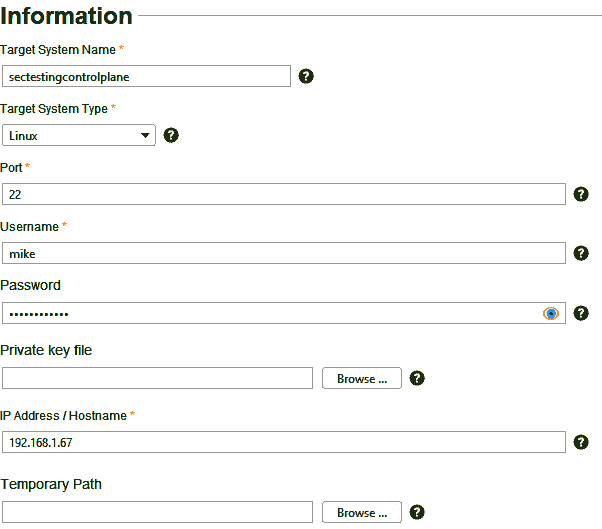 Information
Target System Name *
sectestingcontrolplane
?
Target System Type *
Linux
?
Port *
22
?
Username *
mike
?
Password
••••••••••••
?
Private key file
Browse ...
?
IP Address / Hostname *
192.168.1.67
?
Temporary Path
Browse ...
?